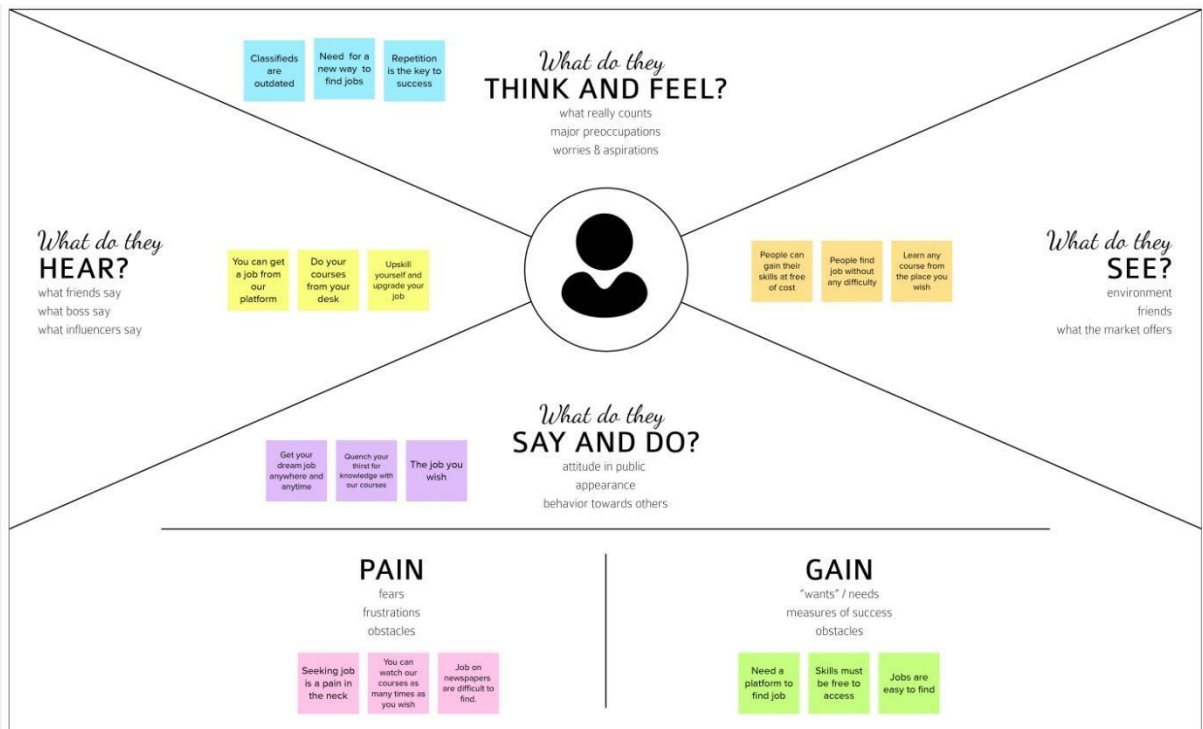 Classifieds
are
outdated
Need for a
new way to
find jobs
Repetition
is the key to
success
What do they
THINK AND FEEL?
what really counts
major preoccupations
worries & aspirations
What do they
HEAR?
what friends say
what boss say
what influencers say
You can get
a job from
our
platform
Do your
courses
from your
desk
Upskill
yourself and
upgrade your
job
People can
gain their
skills at free
of cost
People find
job without
any difficulty
Learn any
course from
the place you
wish
What do they
SEE?
environment
friends
what the market offers
What do they
SAY AND DO?
attitude in public
appearance
behavior towards others
Get your
dream job
anywhere and
anytime
Quench your
thirst for
knowledge with
our courses
The job you
wish
PAIN
fears
frustrations
obstacles
Seeking job
is a pain in
the neck
You can
watch our
courses as
many times as
you wish
Job on
newspapers
are difficult to
find.
GAIN
"wants" / needs
measures of success
obstacles
Need a
platform to
find job
Skills must
be free to
access
Jobs are
easy to find